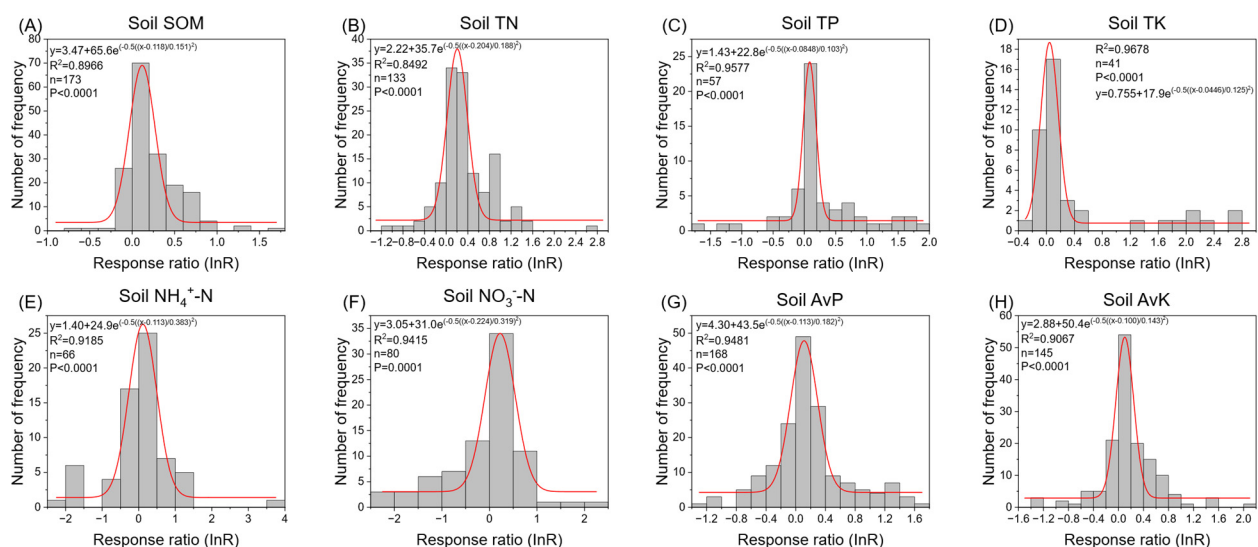 (A) Soil SOM
y=3.47+65.6e^(-0.5((x-0.118)/0.151)^2)
R²=0.8966
n=173
P<0.0001
Number of frequency
80
70
60
50
40
30
20
10
0
-1.0 -0.5 0.0 0.5 1.0 1.5
Response ratio (lnR)
(B) Soil TN
y=2.22+35.7e^(-0.5((x-0.204)/0.188)^2)
R²=0.8492
n=133
P<0.0001
Number of frequency
40
35
30
25
20
15
10
5
0
-1.2 -0.8 -0.4 0.0 0.4 0.8 1.2 1.6 2.0 2.4 2.8
Response ratio (lnR)
(C) Soil TP
y=1.43+22.8e^(-0.5((x-0.0848)/0.103)^2)
R²=0.9577
n=57
P<0.0001
Number of frequency
25
20
15
10
5
0
-1.5 -1.0 -0.5 0.0 0.5 1.0 1.5 2.0
Response ratio (lnR)
(D) Soil TK
R²=0.9678
n=41
P<0.0001
y=0.755+17.9e^(-0.5((x-0.0446)/0.125)^2)
Number of frequency
18
16
14
12
10
8
6
4
2
0
-0.4 0.0 0.4 0.8 1.2 1.6 2.0 2.4 2.8
Response ratio (lnR)
(E) Soil NH₄⁺-N
y=1.40+24.9e^(-0.5((x-0.113)/0.383)^2)
R²=0.9185
n=66
P<0.0001
Number of frequency
25
20
15
10
5
0
-2 -1 0 1 2 3 4
Response ratio (lnR)
(F) Soil NO₃⁻-N
y=3.05+31.0e^(-0.5((x-0.224)/0.319)^2)
R²=0.9415
n=80
P=0.0001
Number of frequency
35
30
25
20
15
10
5
0
-2 -1 0 1 2
Response ratio (lnR)
(G) Soil AvP
y=4.30+43.5e^(-0.5((x-0.113)/0.182)^2)
R²=0.9481
n=168
P<0.0001
Number of frequency
50
40
30
20
10
0
-1.2 -0.8 -0.4 0.0 0.4 0.8 1.2 1.6
Response ratio (lnR)
(H) Soil AvK
y=2.88+50.4e^(-0.5((x-0.100)/0.143)^2)
R²=0.9067
n=145
P<0.0001
Number of frequency
60
50
40
30
20
10
0
-1.6 -1.2 -0.8 -0.4 0.0 0.4 0.8 1.2 1.6 2.0
Response ratio (lnR)